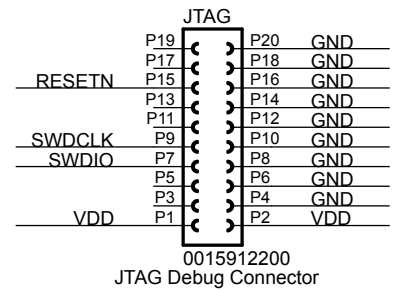 JTAG
P19 P20 GND
P17 P18 GND
RESETN P15 P16 GND
P13 P14 GND
P11 P12 GND
SWDCLK P9 P10 GND
SWDIO P7 P8 GND
P5 P6 GND
P3 P4 GND
VDD P1 P2 VDD
0015912200
JTAG Debug Connector